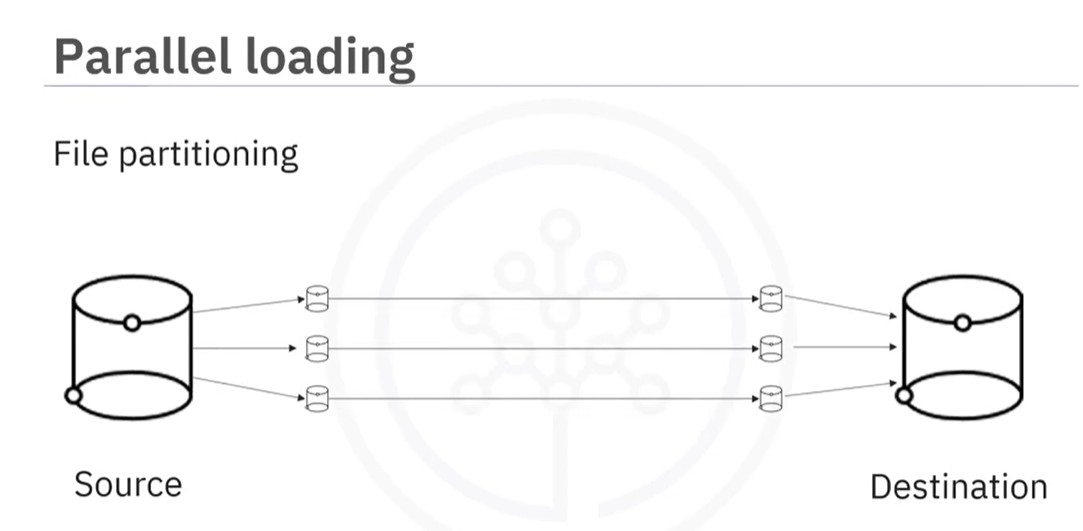 Parallel loading
File partitioning
Source
Destination